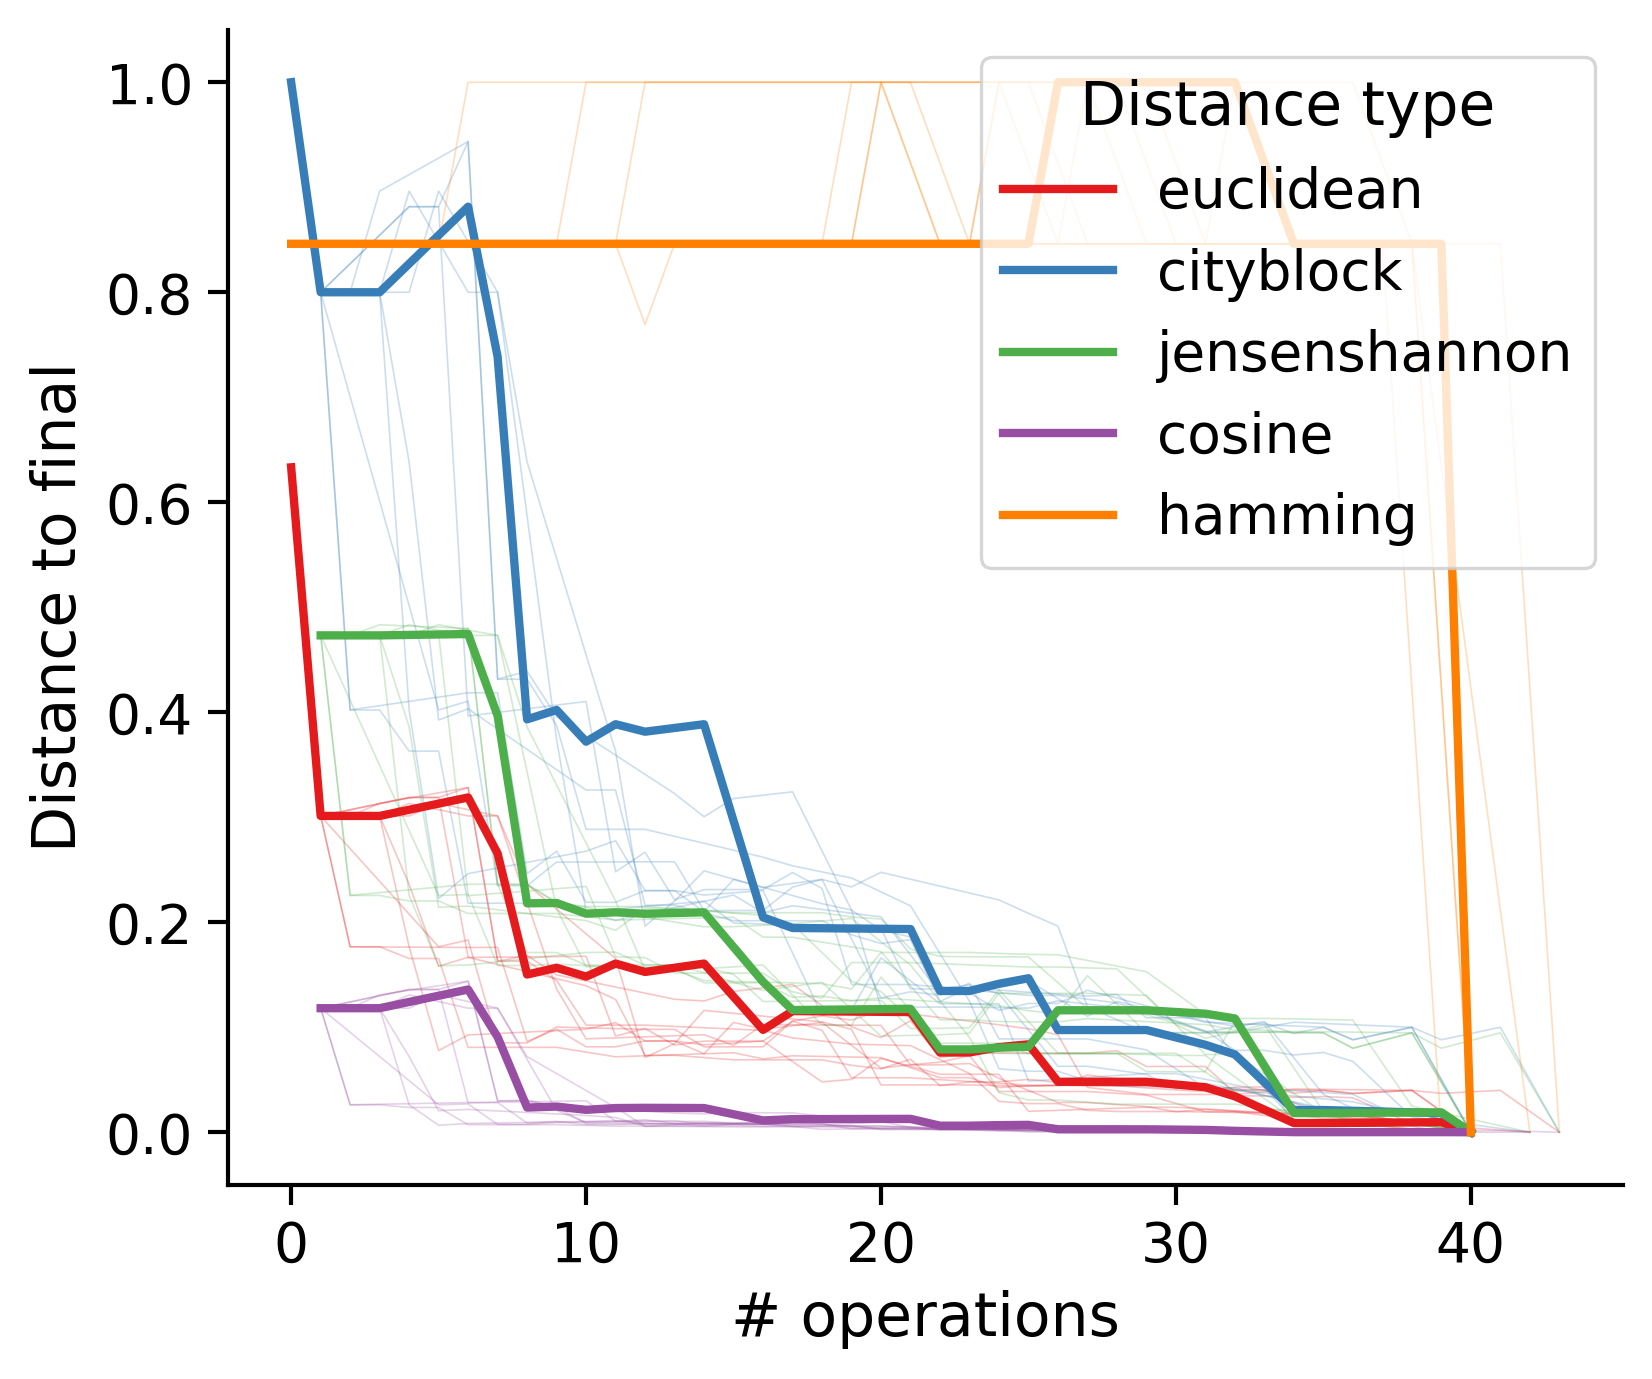 1.0
0.8
0.6
0.4
0.2
0.0
Distance to final
0 10 20 30 40
# operations
Distance type
euclidean
cityblock
jensenshannon
cosine
hamming